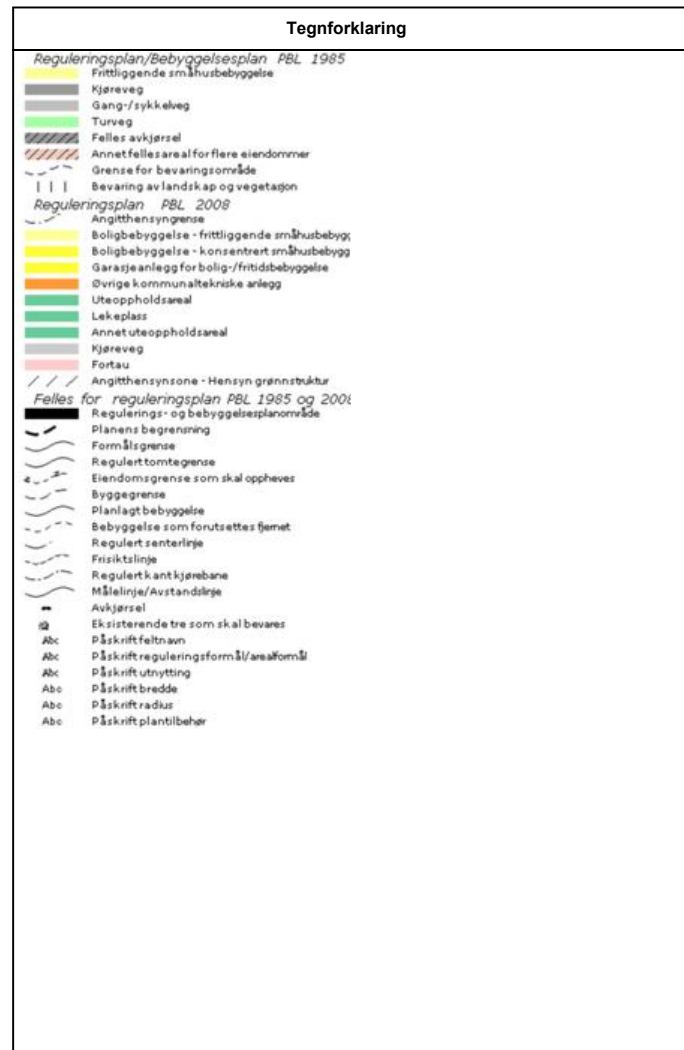 Tegnforklaring
Reguleringsplan/Bebyggelsesplan PBL 1985
Frittliggende småhusbebyggelse
Kjøreveg
Gang-/sykkelveg
Turveg
Felles avkjørsel
Annet fellesareal for flere eiendommer
Grense for bevaringsområde
Bevaring av landskap og vegetasjon
Reguleringsplan PBL 2008
Angitthensyngrense
Boligbebyggelse - frittliggende småhusbebygg
Boligbebyggelse - konsentrert småhusbebygg
Garasjeanlegg for bolig-/fritidsbebyggelse
Øvrige kommunaltekniske anlegg
Uteoppholdsareal
Lekeplass
Annet uteoppholdsareal
Kjøreveg
Fortau
Angitthensynsone - Hensyn grønnstruktur
Felles for reguleringsplan PBL 1985 og 2008
Regulerings- og bebyggelsesplanområde
Planens begrensning
Formålsgrense
Regulert tomtegrense
Eiendomsgrense som skal oppheves
Byggegrense
Planlagt bebyggelse
Bebyggelse som forutsettes fjernet
Regulert senterlinje
Frisiktslinje
Regulert kant kjørebane
Målelinje/Avstandslinje
Avkjørsel
Eksisterende tre som skal bevares
Abc Påskrift feltnavn
Abc Påskrift reguleringsformål/arealformål
Abc Påskrift utnytting
Abc Påskrift bredde
Abc Påskrift radius
Abc Påskrift plantilbehør